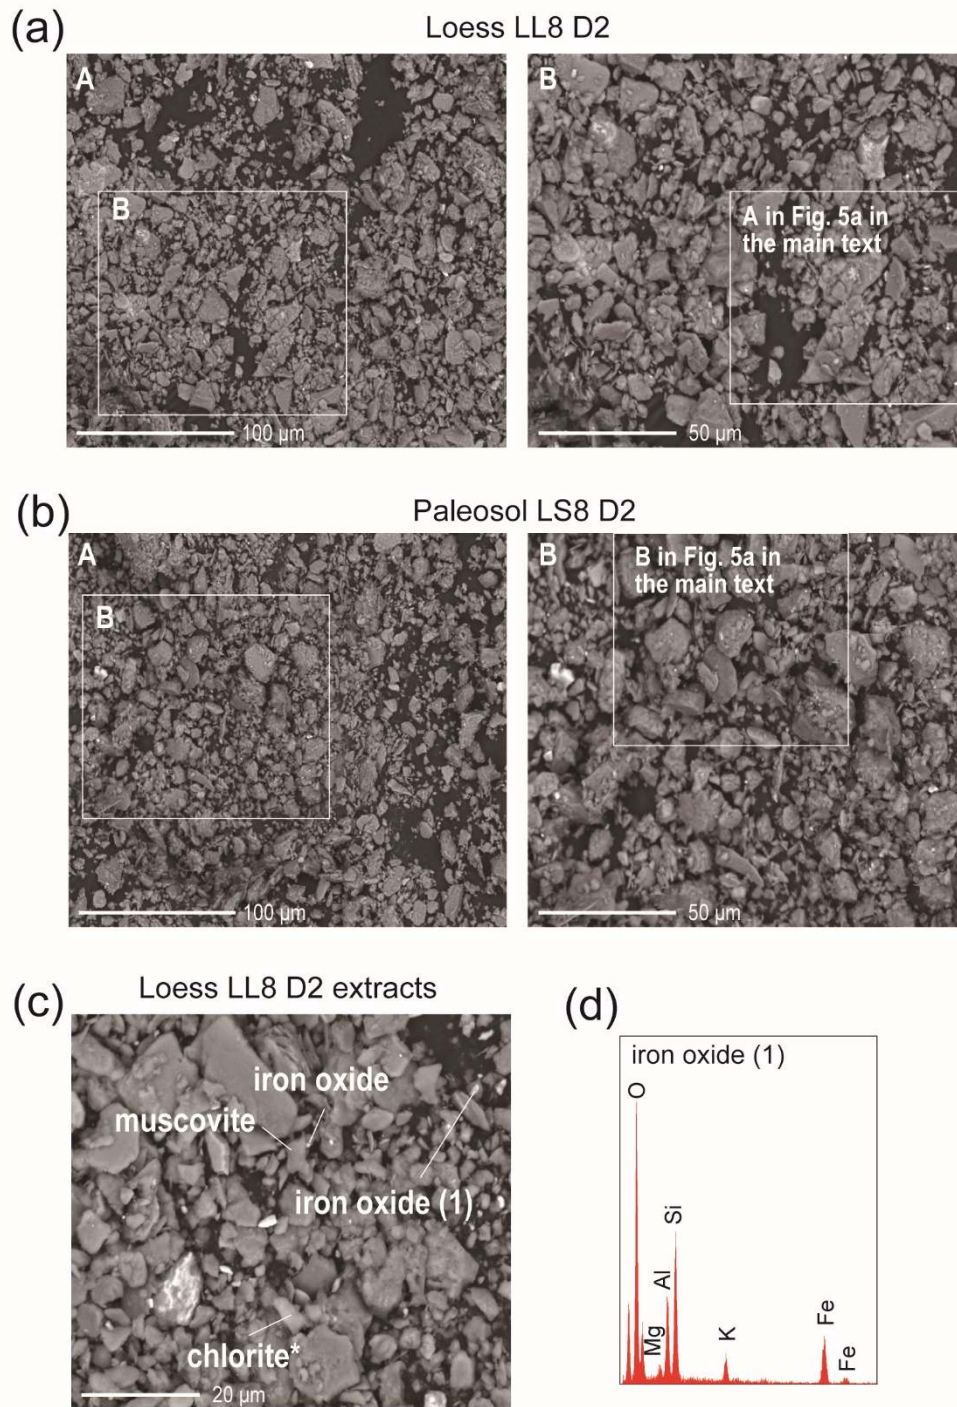 (a)
Loess LL8 D2
A
B
100 µm
B
A in Fig. 5a in
the main text
50 µm
(b)
Paleosol LS8 D2
A
B
100 µm
B
B in Fig. 5a in
the main text
50 µm
(c)
Loess LL8 D2 extracts
iron oxide
muscovite
iron oxide (1)
chlorite*
20 µm
(d)
iron oxide (1)
O
Mg
Al
Si
K
Fe
Fe